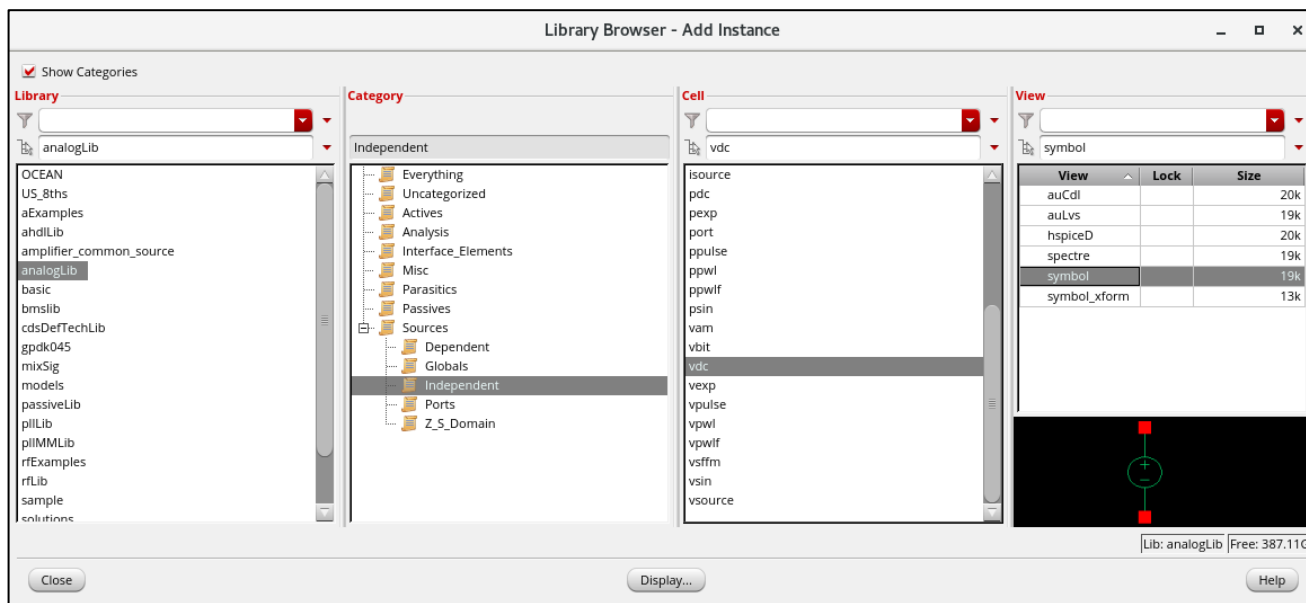 Library Browser - Add Instance
Show Categories
Library
analogLib
OCEAN
US_8ths
aExamples
ahdlLib
amplifier_common_source
analogLib
basic
bmslib
cdsDefTechLib
gpdk045
mixSig
models
passiveLib
pllLib
pllMMLib
rfExamples
rfLib
sample
solutions
Category
Independent
Everything
Uncategorized
Actives
Analysis
Interface_Elements
Misc
Parasitics
Passives
Sources
Dependent
Globals
Independent
Ports
Z_S_Domain
Cell
vdc
isource
pdc
pexp
port
ppulse
ppwl
ppwlf
psin
vam
vbit
vdc
vexp
vpulse
vpwl
vpwlf
vsffm
vsin
vsource
View
symbol
View Lock Size
auCdl 20k
auLvs 19k
hspiceD 20k
spectre 19k
symbol 19k
symbol_xform 13k
Lib: analogLib Free: 387.11G
Close Display... Help